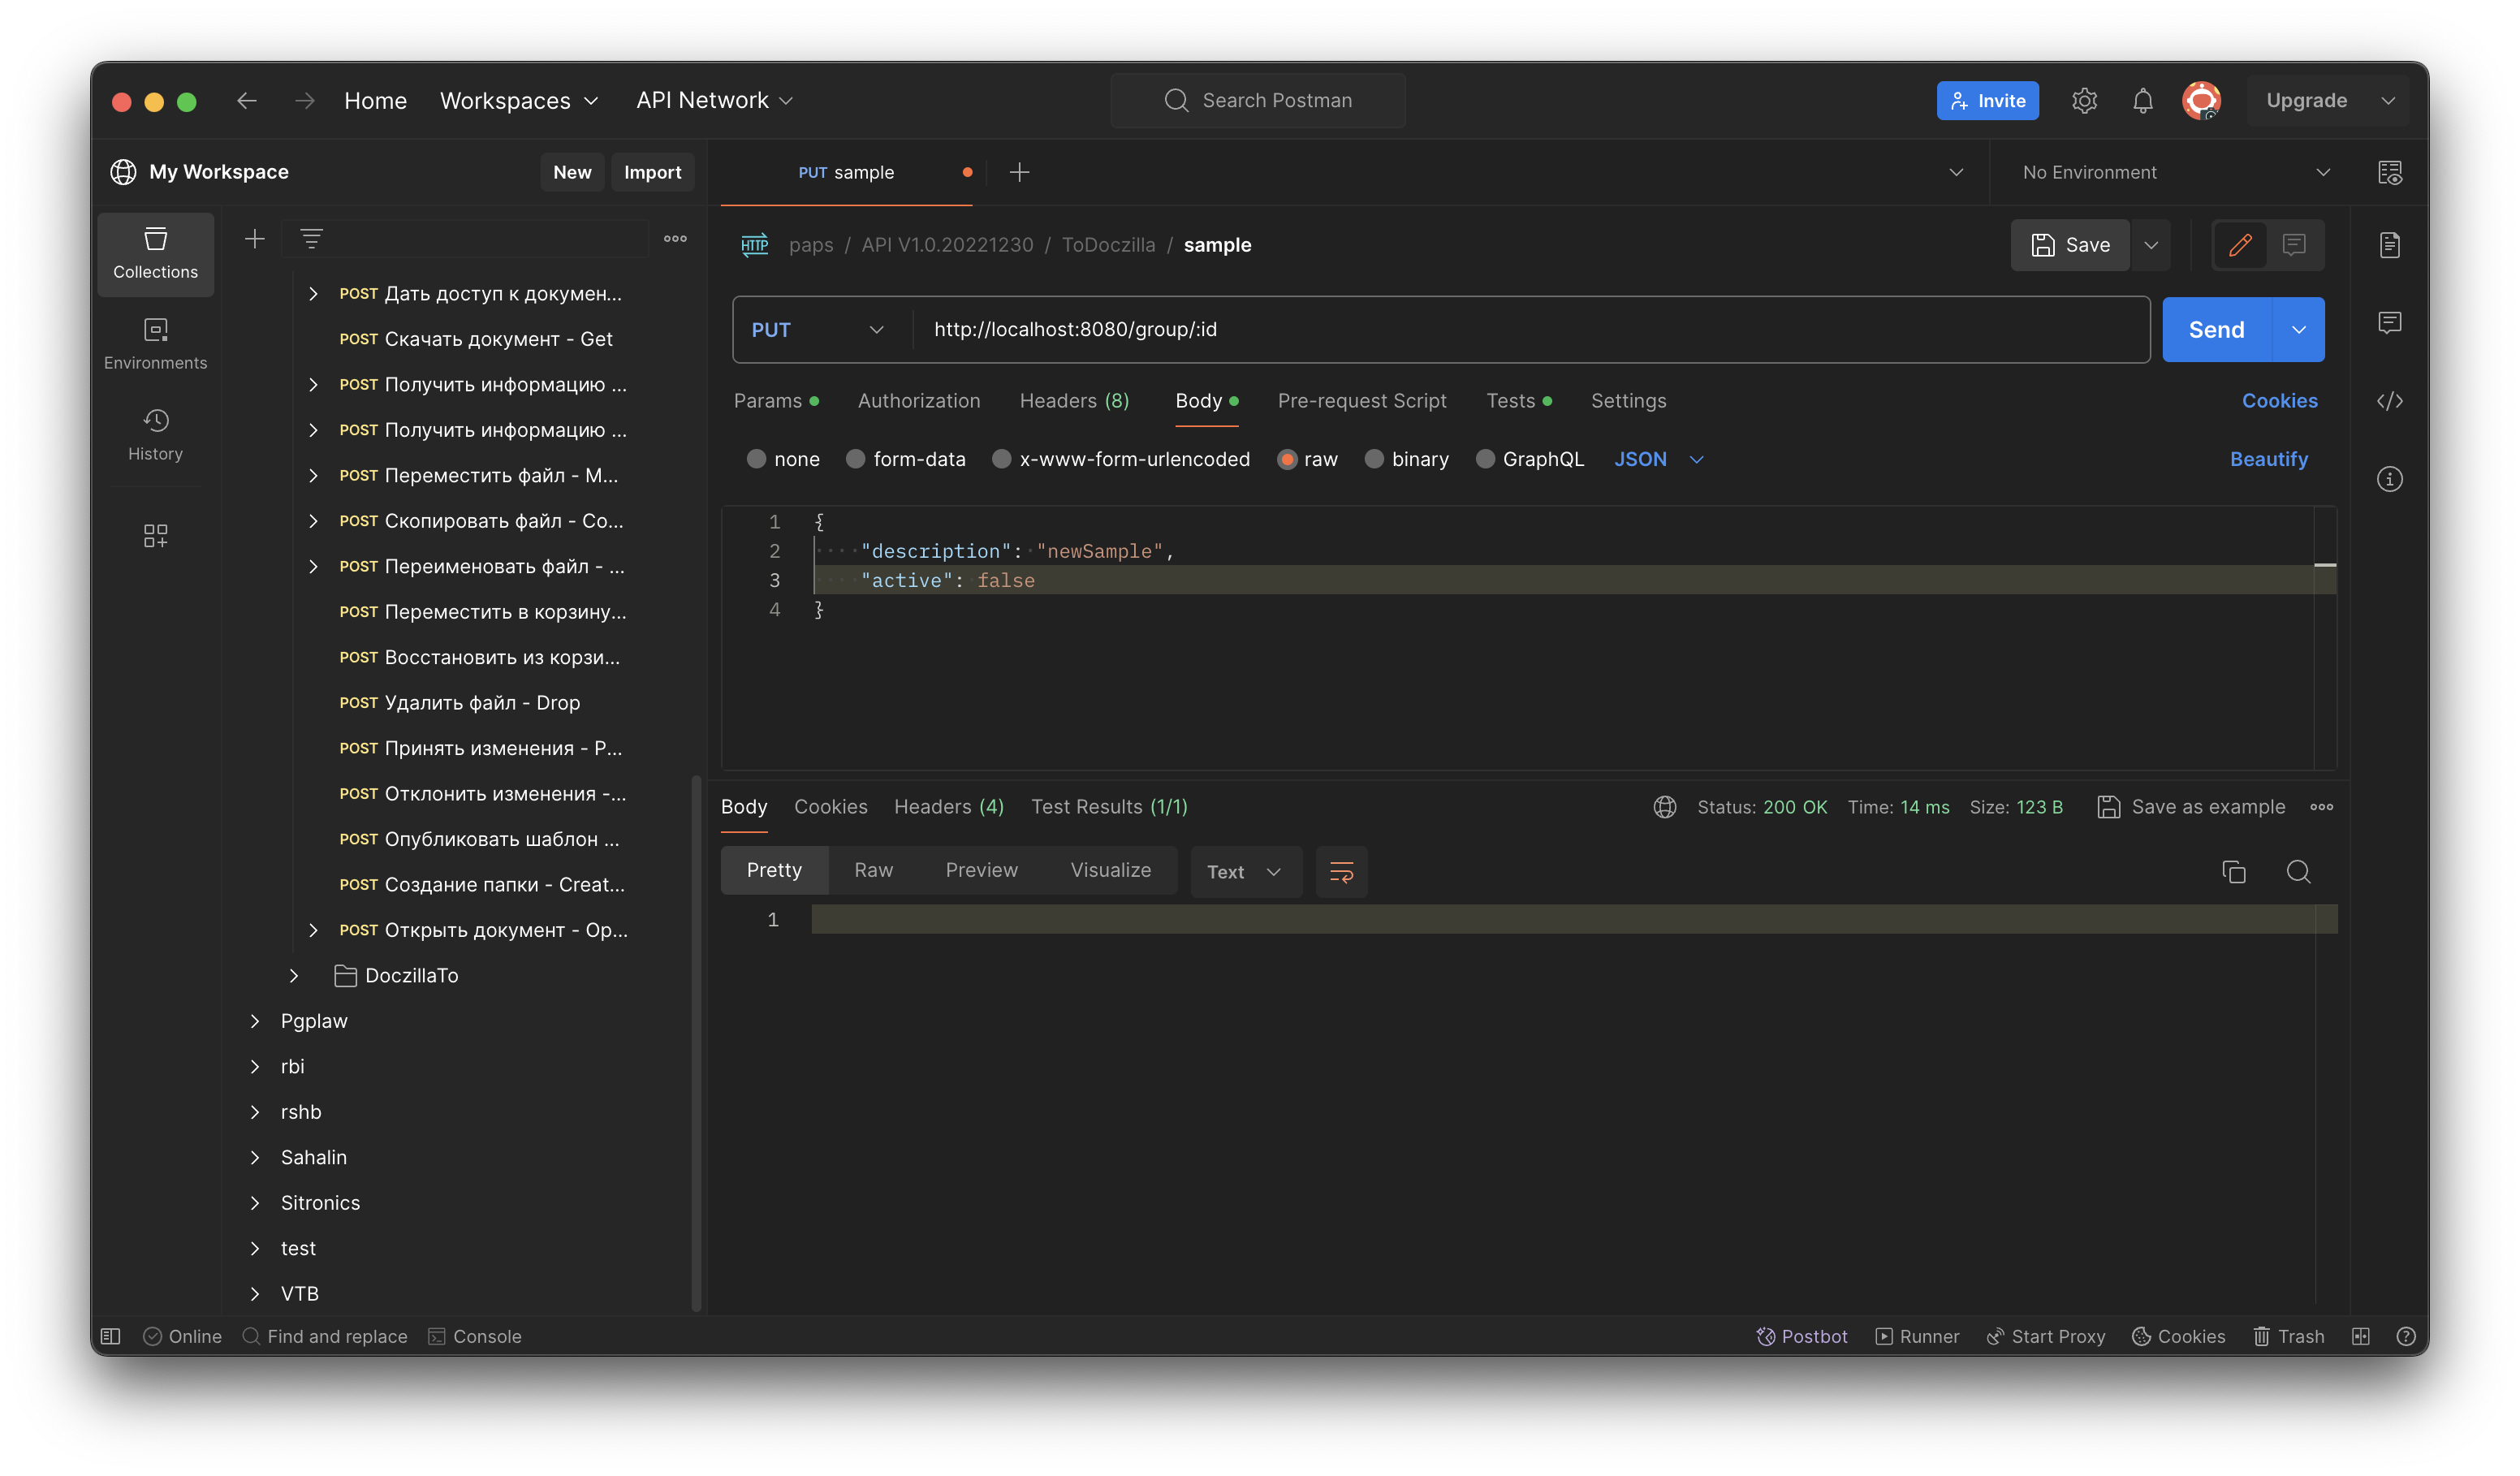 Home Workspaces API Network Search Postman Invite Upgrade
My Workspace New Import
PUT sample No Environment
Collections
Environments
History
POST Дать доступ к докумен...
POST Скачать документ - Get
POST Получить информацию ...
POST Получить информацию ...
POST Переместить файл - M...
POST Скопировать файл - Co...
POST Переименовать файл - ...
POST Переместить в корзину...
POST Восстановить из корзи...
POST Удалить файл - Drop
POST Принять изменения - P...
POST Отклонить изменения -...
POST Опубликовать шаблон ...
POST Создание папки - Creat...
POST Открыть документ - Op...
DoczillaTo
Pgplaw
rbi
rshb
Sahalin
Sitronics
test
VTB
HTTP paps / API V1.0.20221230 / ToDoczilla / sample Save
PUT http://localhost:8080/group/:id Send
Params Authorization Headers (8) Body Pre-request Script Tests Settings Cookies
none form-data x-www-form-urlencoded raw binary GraphQL JSON Beautify
1 {
2 "description": "newSample",
3 "active": false
4 }
Body Cookies Headers (4) Test Results (1/1) Status: 200 OK Time: 14 ms Size: 123 B Save as example
Pretty Raw Preview Visualize Text
1
Online Find and replace Console Postbot Runner Start Proxy Cookies Trash